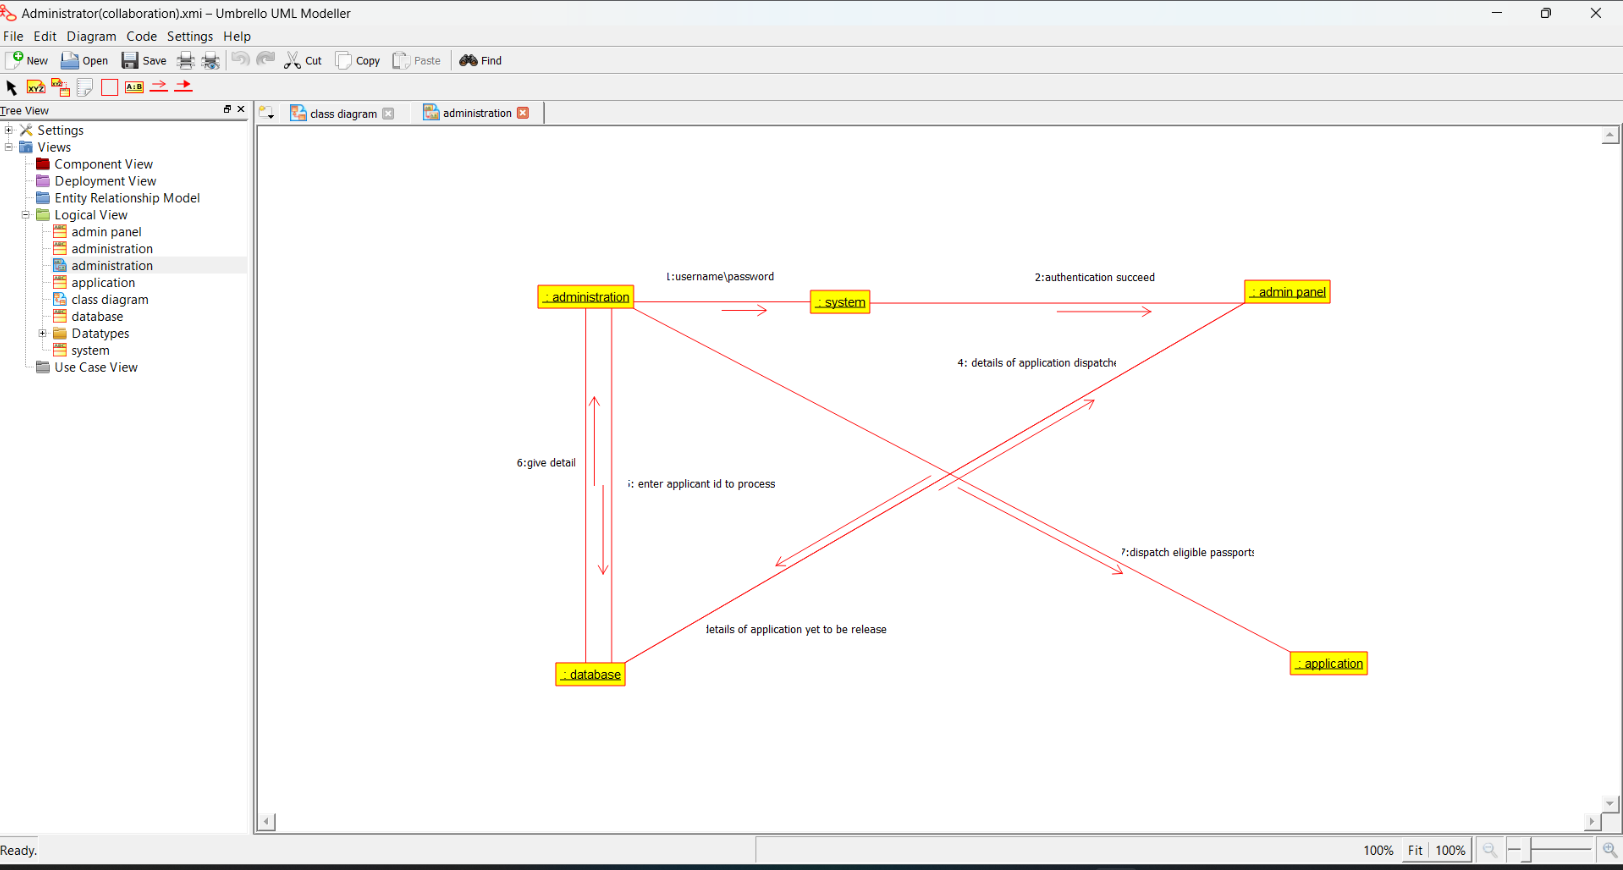 Administrator(collaboration).xmi – Umbrello UML Modeller
File Edit Diagram Code Settings Help
New Open Save Cut Copy Paste Find
XYZ XYZ A:B
Tree View
class diagram administration
Settings
Views
Component View
Deployment View
Entity Relationship Model
Logical View
admin panel
administration
administration
application
class diagram
database
Datatypes
system
Use Case View
1:username\password
2:authentication succeed
: administration
: system
: admin panel
4: details of application dispatche
6:give detail
: enter applicant id to process
7:dispatch eligible passports
details of application yet to be release
: database
: application
Ready.
100% Fit 100%